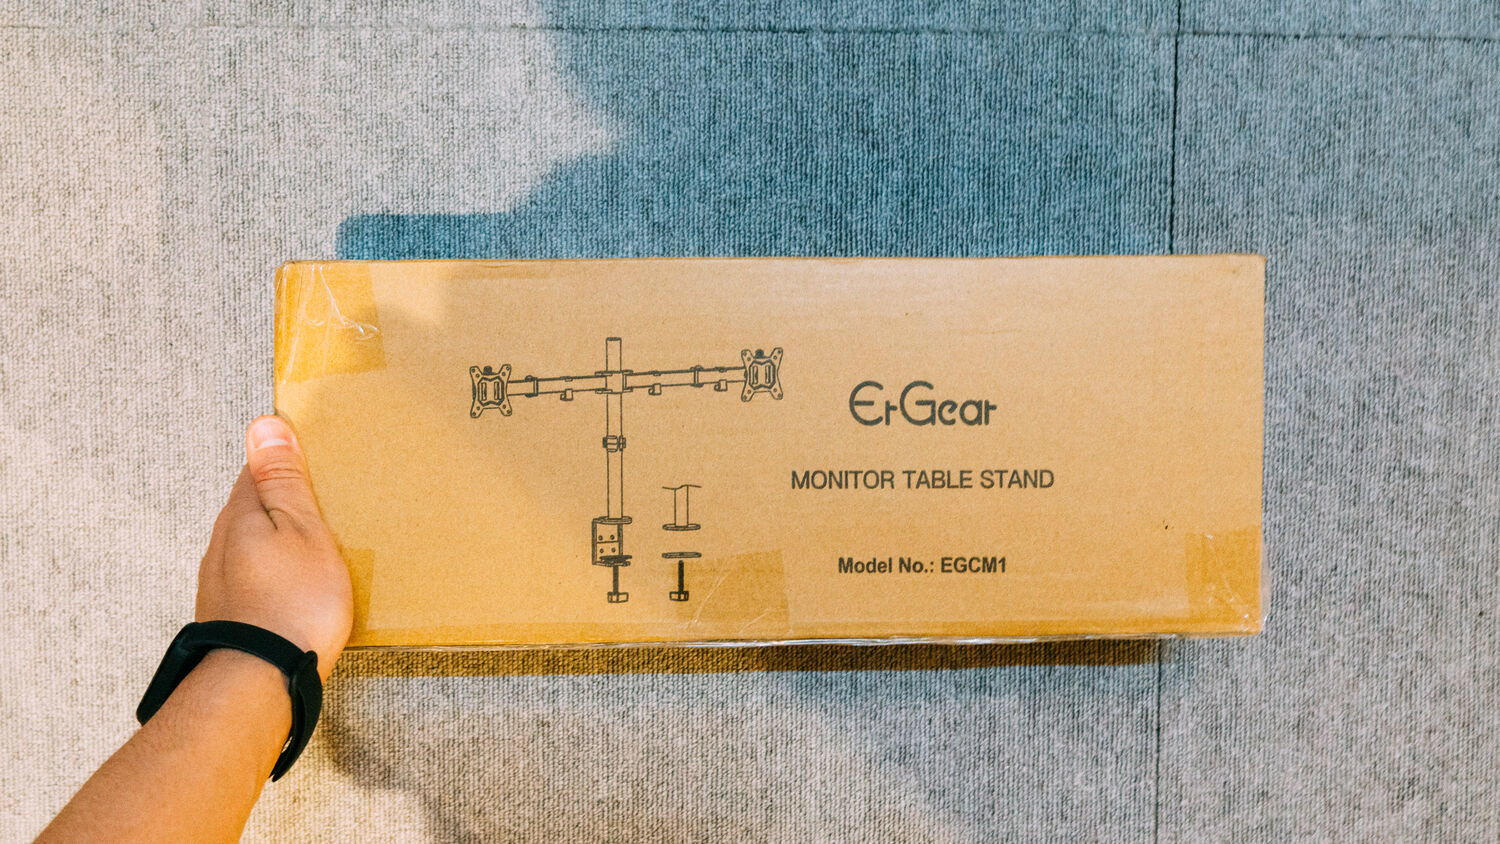 ErGear
MONITOR TABLE STAND
Model No.: EGCM1